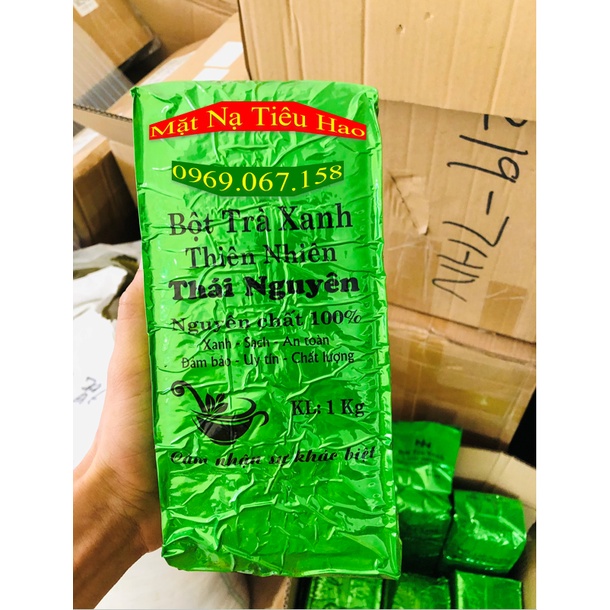 Mặt Nạ Tiêu Hao
0969.067.158
Bột Trà Xanh
Thiên Nhiên
Thái Nguyên
Nguyên chất 100%
Xanh - Sạch - An toàn
Đảm bảo - Uy tín - Chất lượng
KL: 1 Kg
Cảm nhận sự khác biệt